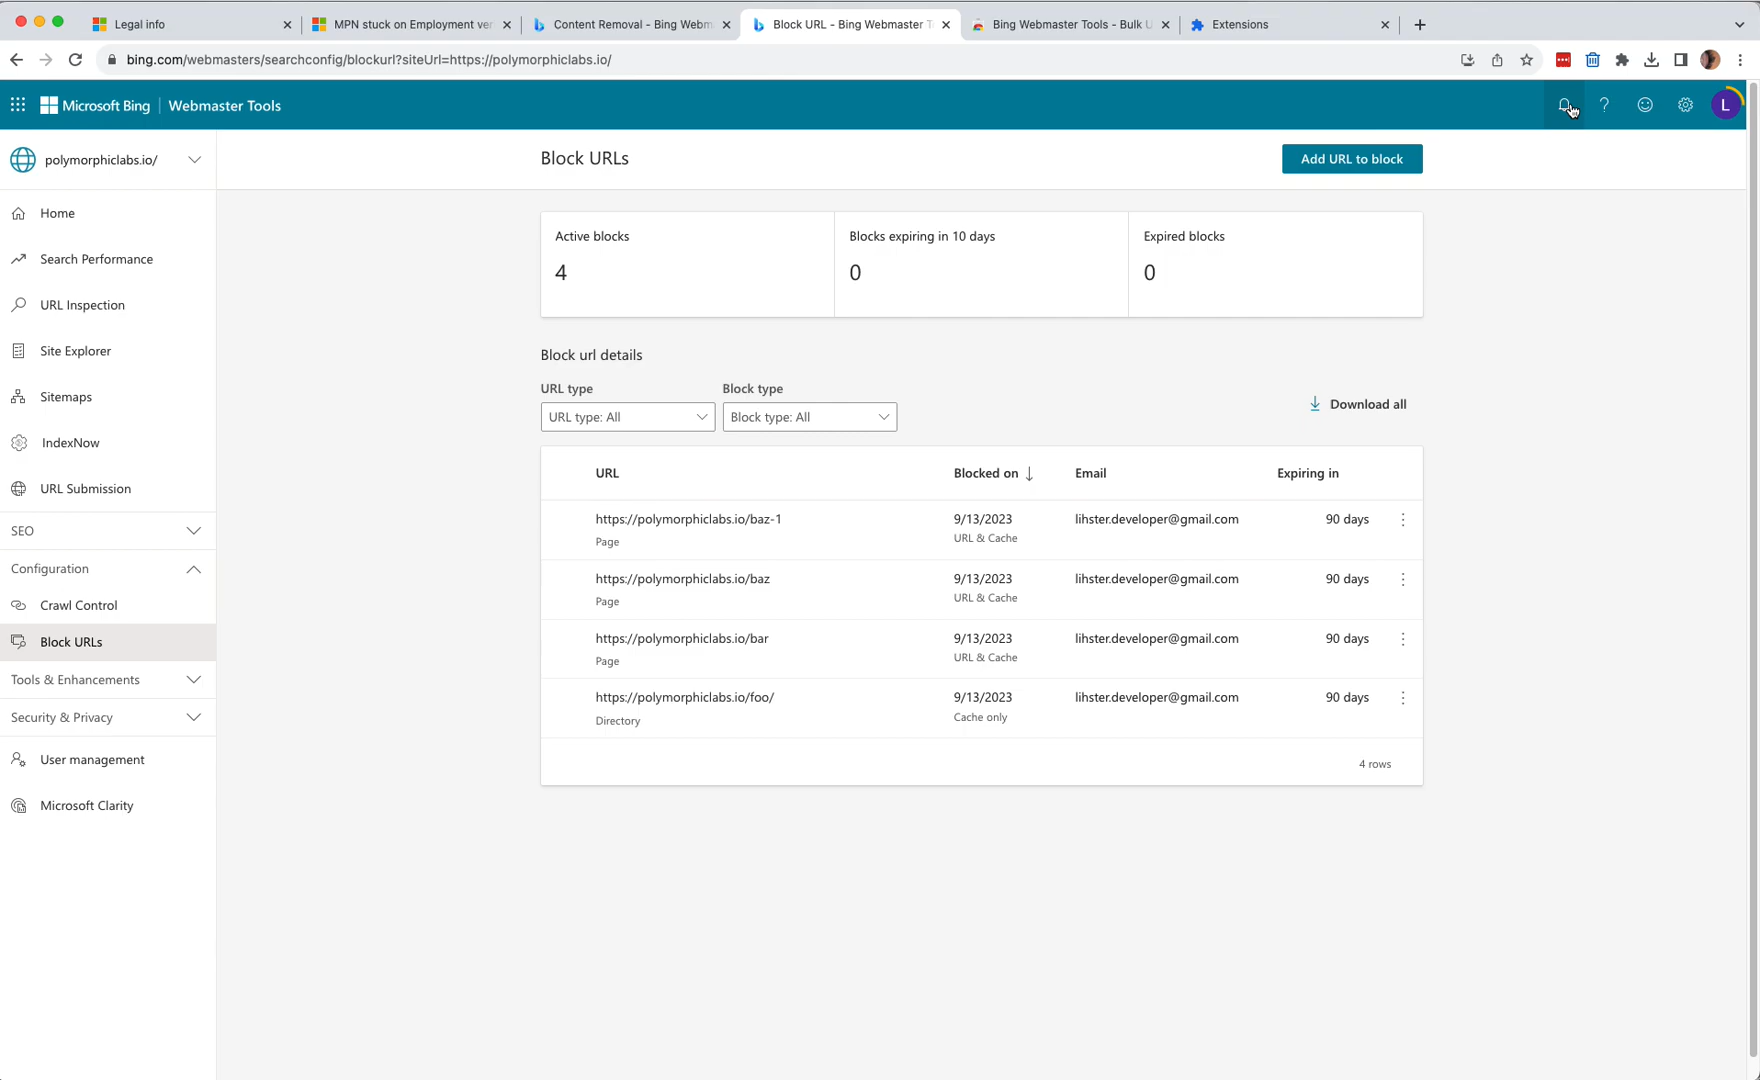 Legal info
MPN stuck on Employment ver
Content Removal - Bing Webm
Block URL - Bing Webmaster T
Bing Webmaster Tools - Bulk U
Extensions
bing.com/webmasters/searchconfig/blockurl?siteUrl=https://polymorphiclabs.io/
Microsoft Bing | Webmaster Tools
? L
polymorphiclabs.io/
Block URLs
Add URL to block
Home
Search Performance
URL Inspection
Site Explorer
Sitemaps
IndexNow
URL Submission
SEO
Configuration
Crawl Control
Block URLs
Tools & Enhancements
Security & Privacy
User management
Microsoft Clarity
Active blocks
4
Blocks expiring in 10 days
0
Expired blocks
0
Block url details
URL type
URL type: All
Block type
Block type: All
Download all
URL Blocked on Email Expiring in
https://polymorphiclabs.io/baz-1 9/13/2023 lihster.developer@gmail.com 90 days
Page URL & Cache
https://polymorphiclabs.io/baz 9/13/2023 lihster.developer@gmail.com 90 days
Page URL & Cache
https://polymorphiclabs.io/bar 9/13/2023 lihster.developer@gmail.com 90 days
Page URL & Cache
https://polymorphiclabs.io/foo/ 9/13/2023 lihster.developer@gmail.com 90 days
Directory Cache only
4 rows